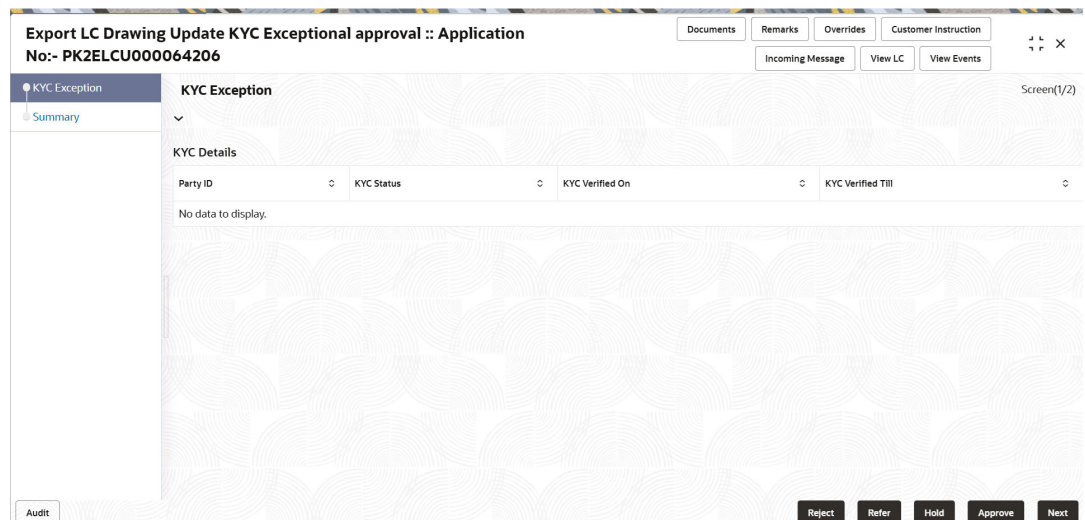 Export LC Drawing Update KYC Exceptional approval :: Application
No:- PK2ELCU000064206
Documents Remarks Overrides Customer Instruction
Incoming Message View LC View Events
KYC Exception
Summary
KYC Exception
Screen(1/2)
KYC Details
Party ID KYC Status KYC Verified On KYC Verified Till
No data to display.
Audit Reject Refer Hold Approve Next